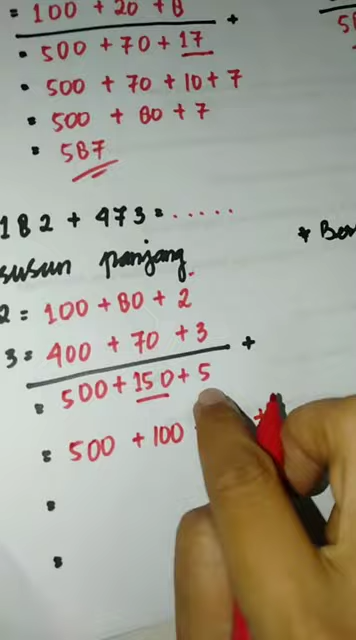 = 100 + 20 + 8 +
= 500 + 70 + 17
= 500 + 70 + 10 + 7
= 500 + 80 + 7
= 587
182 + 473 = ......
susun panjang.
2 = 100 + 80 + 2
3 = 400 + 70 + 3 +
= 500 + 150 + 5
= 500 + 100
=
=